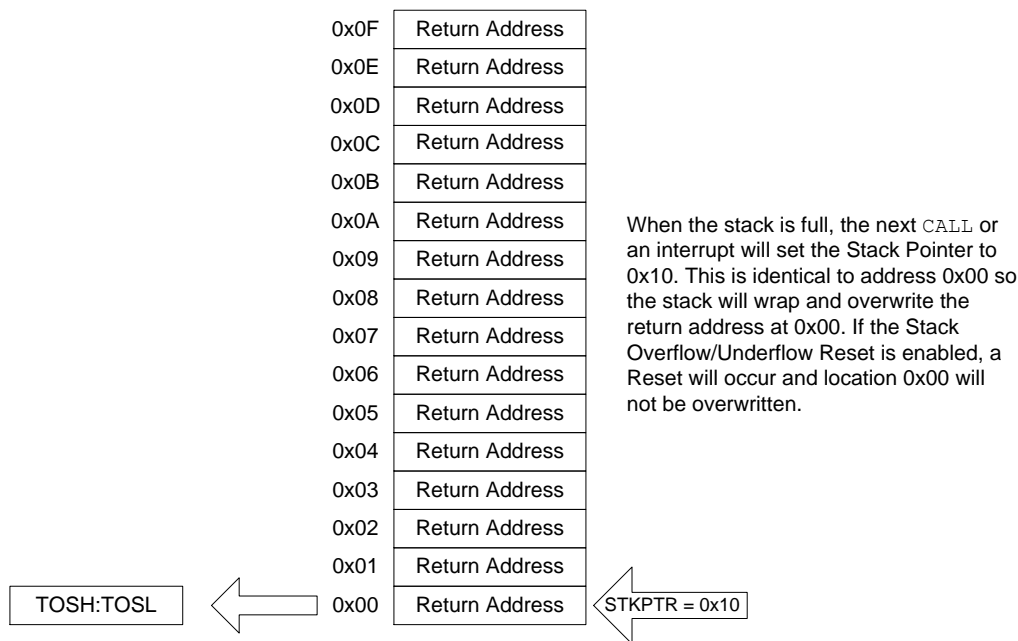 0x0F Return Address
0x0E Return Address
0x0D Return Address
0x0C Return Address
0x0B Return Address
0x0A Return Address
0x09 Return Address
0x08 Return Address
0x07 Return Address
0x06 Return Address
0x05 Return Address
0x04 Return Address
0x03 Return Address
0x02 Return Address
0x01 Return Address
TOSH:TOSL 0x00 Return Address STKPTR = 0x10
When the stack is full, the next CALL or
an interrupt will set the Stack Pointer to
0x10. This is identical to address 0x00 so
the stack will wrap and overwrite the
return address at 0x00. If the Stack
Overflow/Underflow Reset is enabled, a
Reset will occur and location 0x00 will
not be overwritten.